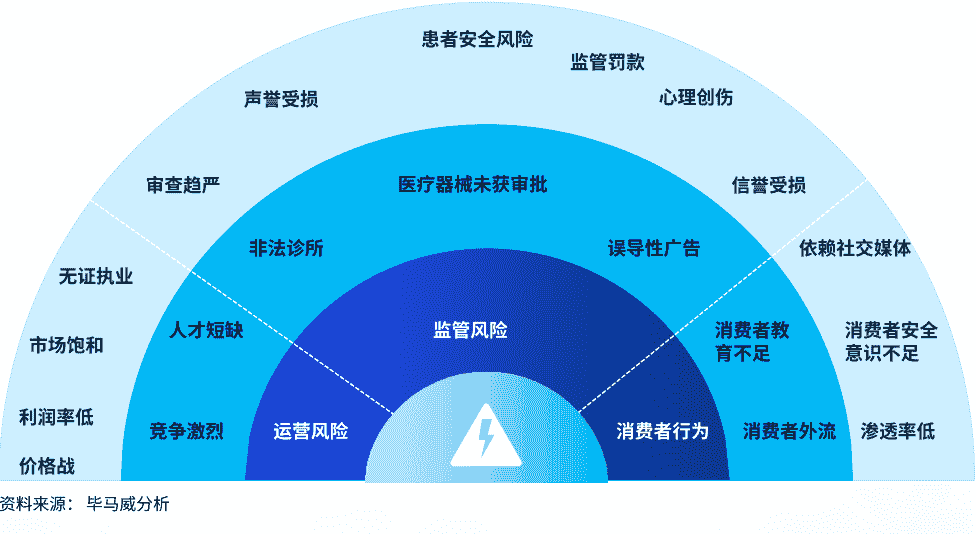 患者安全风险
监管罚款
声誉受损
心理创伤
审查趋严
医疗器械未获审批
信誉受损
非法诊所
误导性广告
依赖社交媒体
无证执业
人才短缺
监管风险
消费者教
育不足
市场饱和
消费者安全
意识不足
利润率低
竞争激烈
运营风险
消费者行为
消费者外流
渗透率低
价格战
资料来源： 毕马威分析